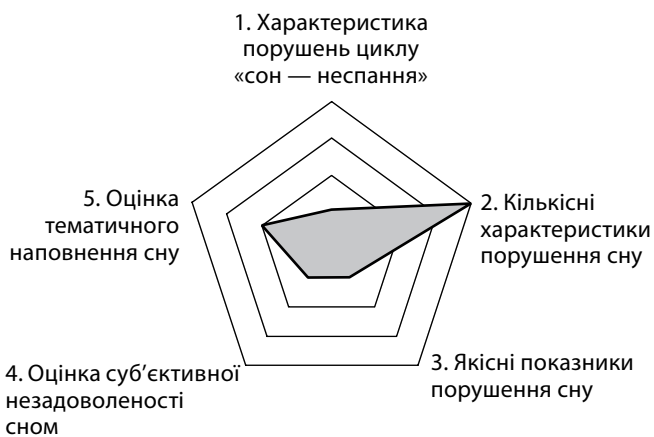 1. Характеристика
порушень циклу
«сон — неспання»
2. Кількісні
характеристики
порушення сну
3. Якісні показники
порушення сну
4. Оцінка суб’єктивної
незадоволеності
сном
5. Оцінка
тематичного
наповнення сну